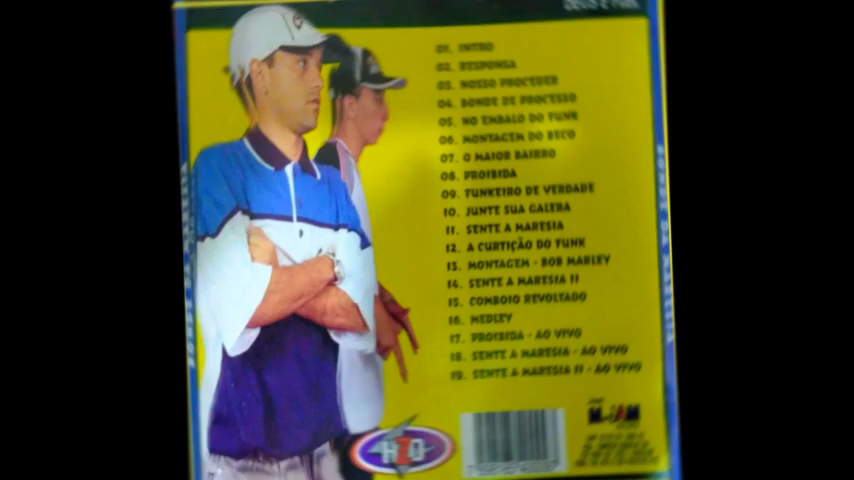 01. INTRO
02. RESPONSA
03. NOSSO PROCEDER
04. BONDE DE PROCESSO
05. NO EMBALO DO FUNK
06. MONTAGEM DO BECO
07. O MAIOR BAIRRO
08. PROIBIDA
09. FUNKEIRO DE VERDADE
10. JUNTE SUA GALERA
11. SENTE A MARESIA
12. A CURTIÇÃO DO FUNK
13. MONTAGEM - BOB MARLEY
14. SENTE A MARESIA II
15. COMBOIO REVOLTADO
16. MEDLEY
17. PROIBIDA - AO VIVO
18. SENTE A MARESIA - AO VIVO
19. SENTE A MARESIA II - AO VIVO
HZO